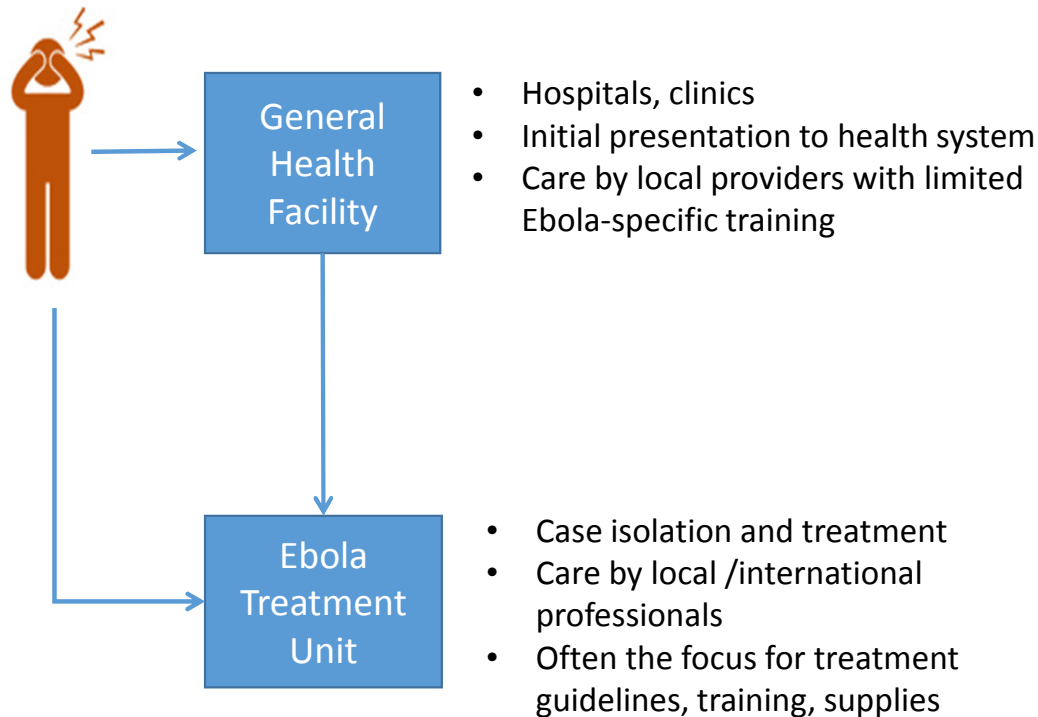 General
Health
Facility
• Hospitals, clinics
• Initial presentation to health system
• Care by local providers with limited
Ebola-specific training
Ebola
Treatment
Unit
• Case isolation and treatment
• Care by local /international
professionals
• Often the focus for treatment
guidelines, training, supplies